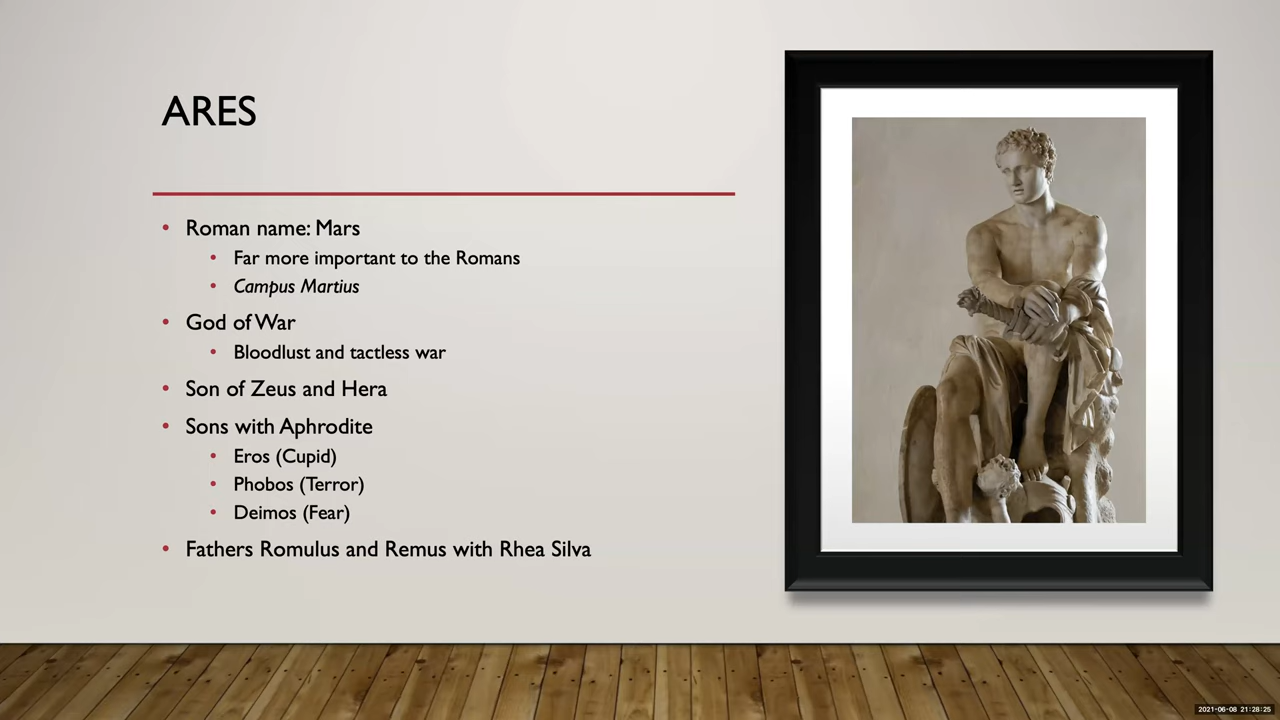 ARES
Roman name: Mars
Far more important to the Romans
Campus Martius
God of War
Bloodlust and tactless war
Son of Zeus and Hera
Sons with Aphrodite
Eros (Cupid)
Phobos (Terror)
Deimos (Fear)
Fathers Romulus and Remus with Rhea Silva
2021-06-08 21:28:25